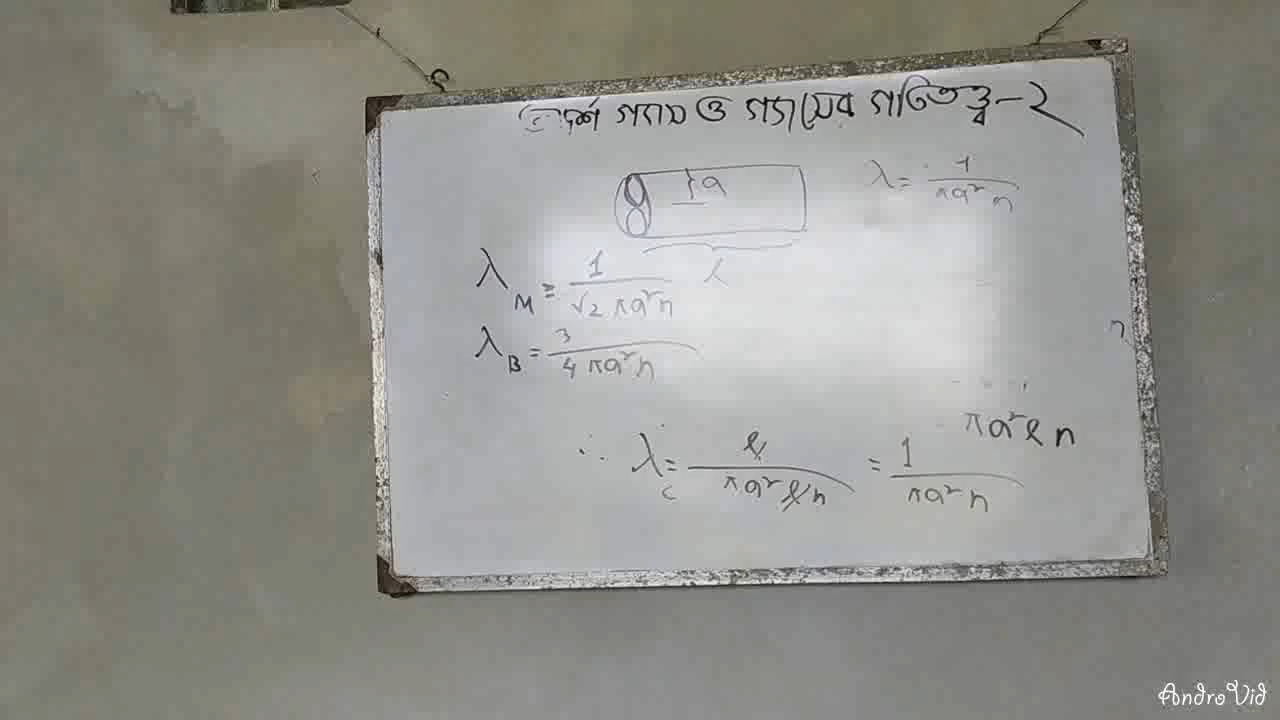 আদর্শ গ্যাস ও গ্যাসের গতিতত্ত্ব-২
a
λ = 1/πa²n
l
λ_M = 1/√2 πa²n
λ_B = 3/4 πa²n
n
πa²l n
∴ λ_c = l/πa²l n = 1/πa²n
AndroVid